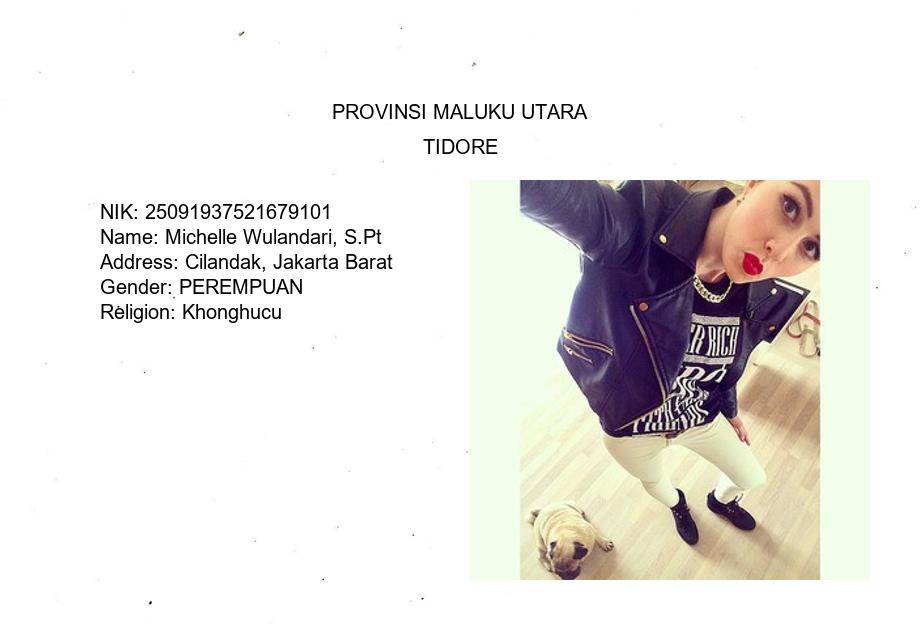 PROVINSI MALUKU UTARA
TIDORE
NIK: 25091937521679101
Name: Michelle Wulandari, S.Pt
Address: Cilandak, Jakarta Barat
Gender: PEREMPUAN
Religion: Khonghucu
RICH